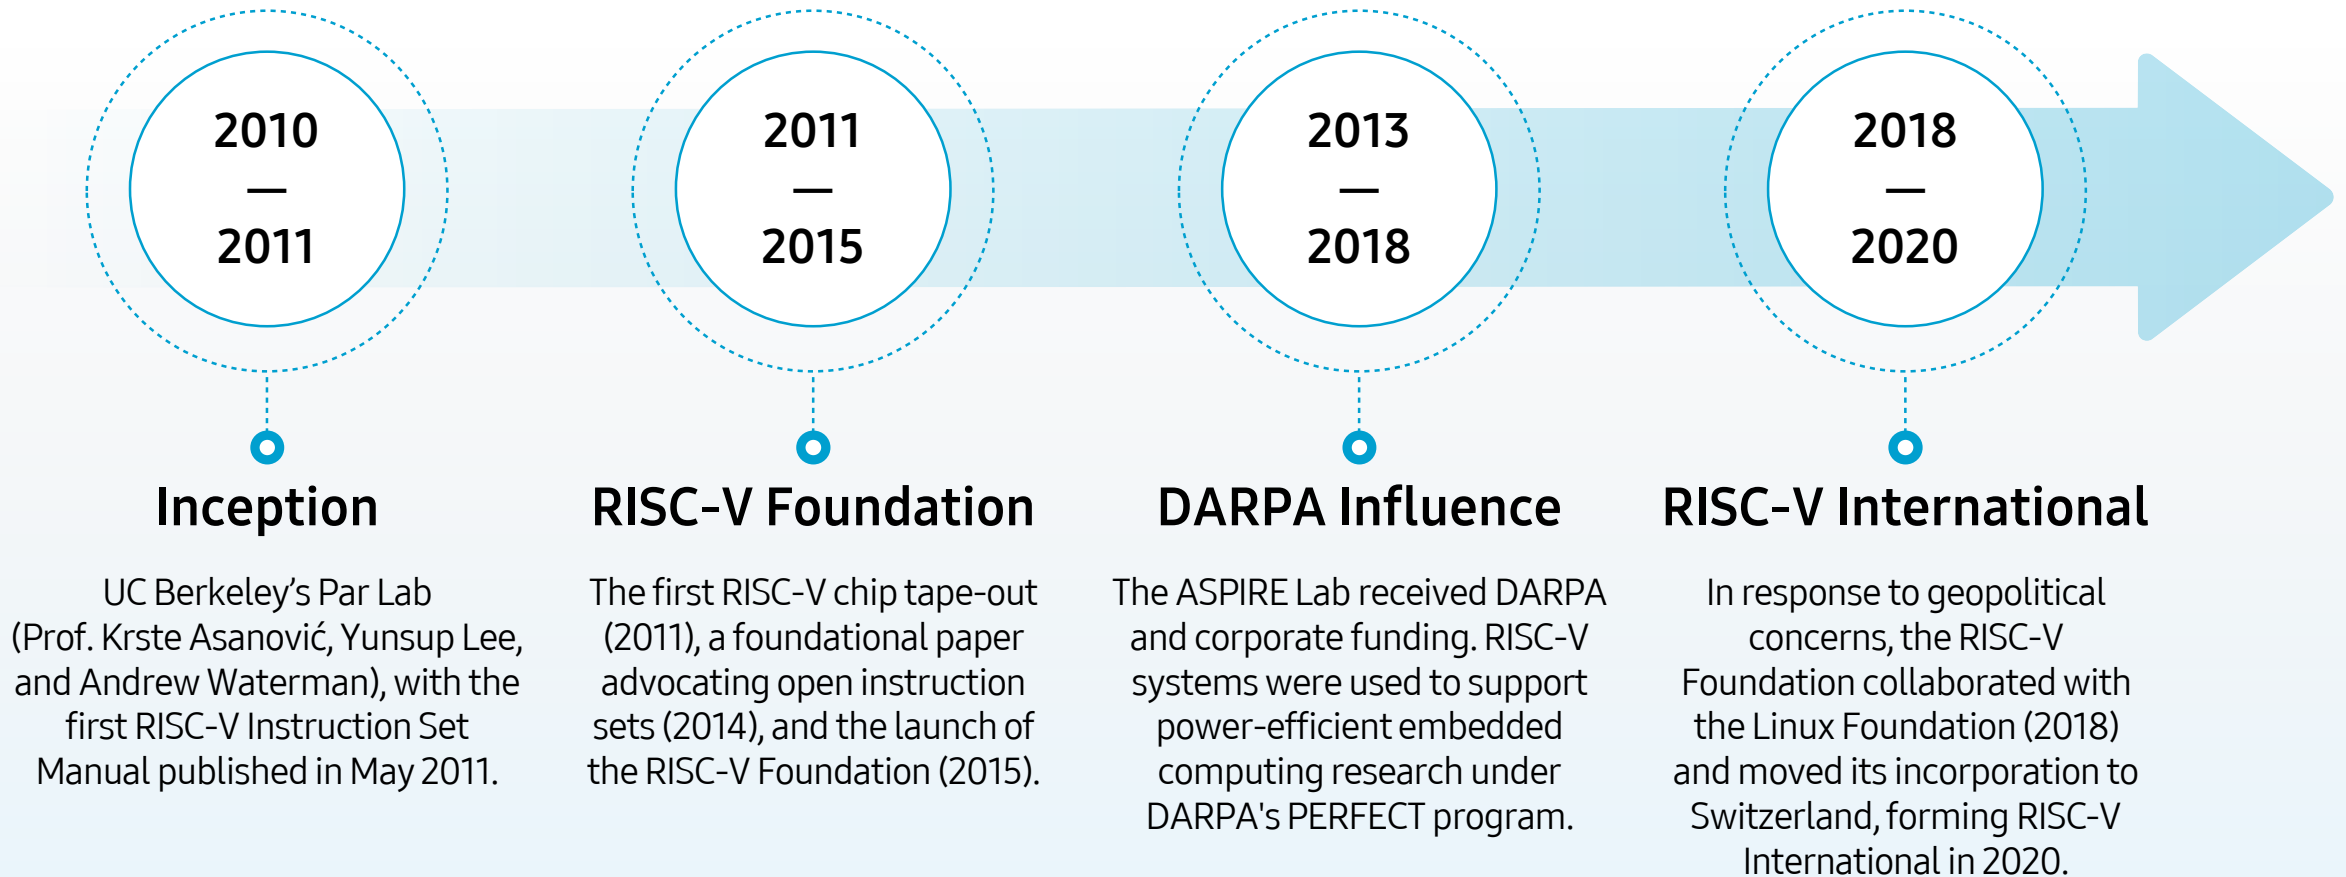 2010
—
2011
Inception
UC Berkeley’s Par Lab
(Prof. Krste Asanović, Yunsup Lee,
and Andrew Waterman), with the
first RISC-V Instruction Set
Manual published in May 2011.
2011
—
2015
RISC-V Foundation
The first RISC-V chip tape-out
(2011), a foundational paper
advocating open instruction
sets (2014), and the launch of
the RISC-V Foundation (2015).
2013
—
2018
DARPA Influence
The ASPIRE Lab received DARPA
and corporate funding. RISC-V
systems were used to support
power-efficient embedded
computing research under
DARPA's PERFECT program.
2018
—
2020
RISC-V International
In response to geopolitical
concerns, the RISC-V
Foundation collaborated with
the Linux Foundation (2018)
and moved its incorporation to
Switzerland, forming RISC-V
International in 2020.